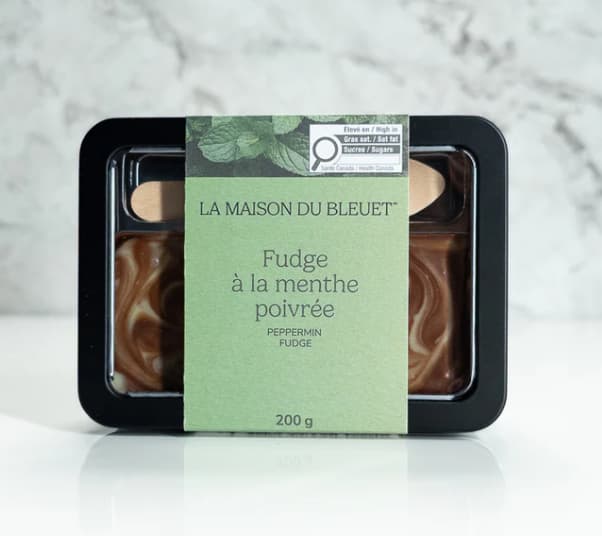 Élevé en / High in
Gras sat. / Sat fat
Sucres / Sugars
Santé Canada / Health Canada
LA MAISON DU BLEUET™
Fudge
à la menthe
poivrée
PEPPERMIN
FUDGE
200 g